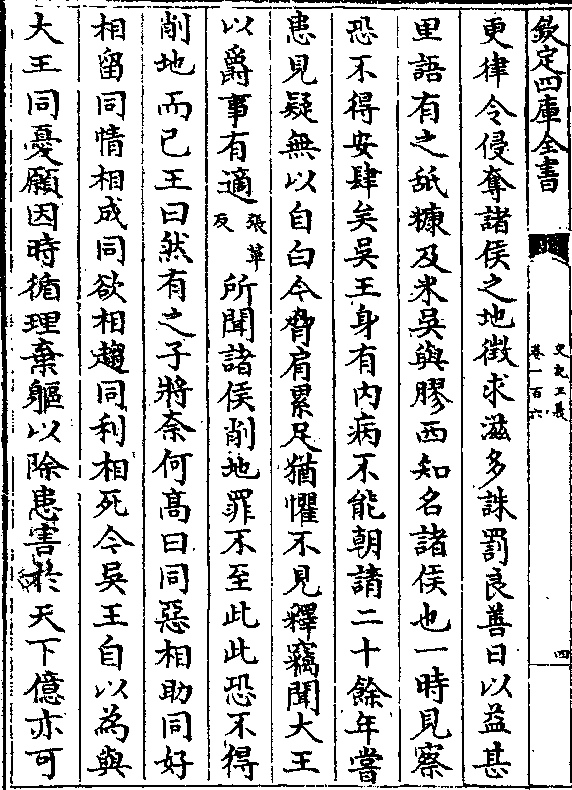 欽定四庫全書
史記正義
卷一百六
四
更律令侵奪諸侯之地徵求滋多誅罰良善日以益甚
里語有之䑛糠及米吳與膠西知名諸侯也一時見察
恐不得安肆矣吳王身有內病不能朝請二十餘年嘗
患見疑無以自白今脅肩累足猶懼不見釋竊聞大王
以爵事有適張革反所聞諸侯削地罪不至此此恐不得
削地而已王曰然有之子將奈何髙曰同惡相助同好
相留同情相成同欲相趨同利相死今吳王自以為與
大王同憂願因時循理棄軀以除患害於天下億亦可